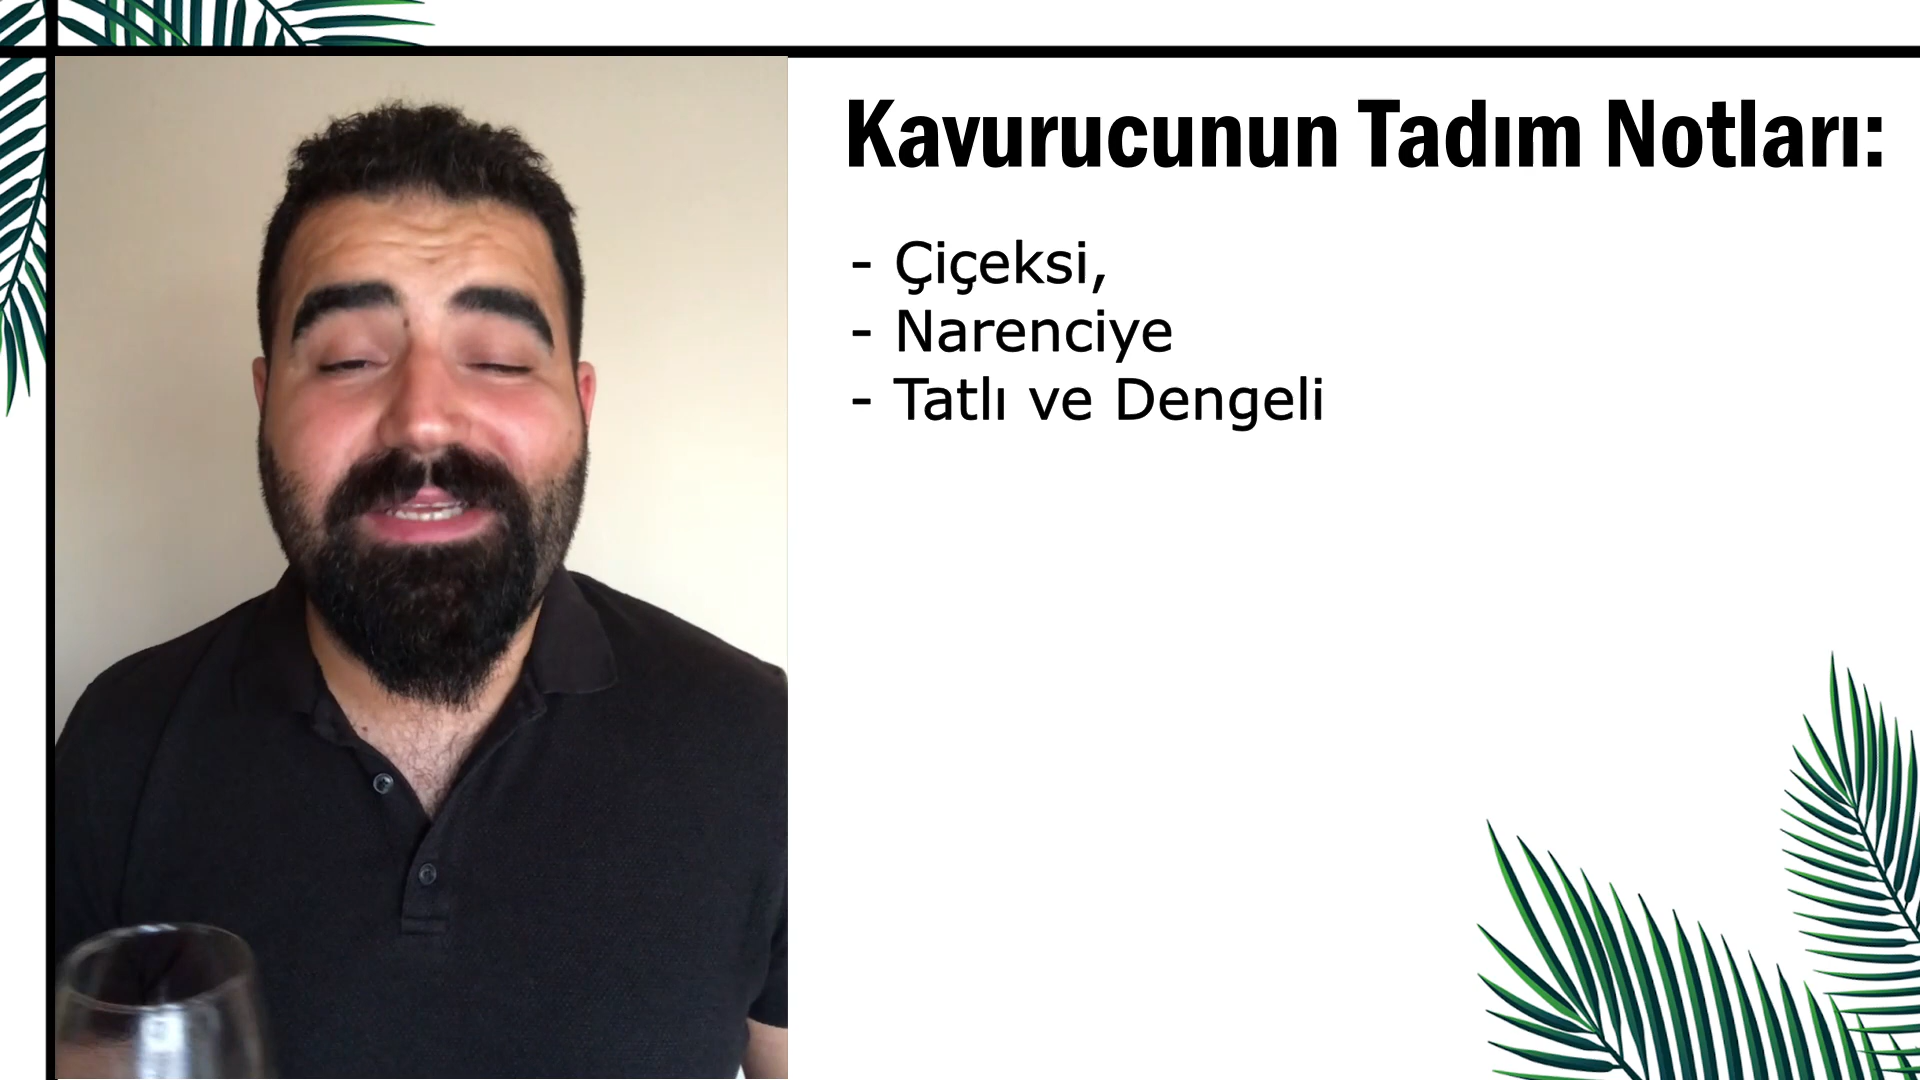 Kavurucunun Tadım Notları:
- Çiçeksi,
- Narenciye
- Tatlı ve Dengeli